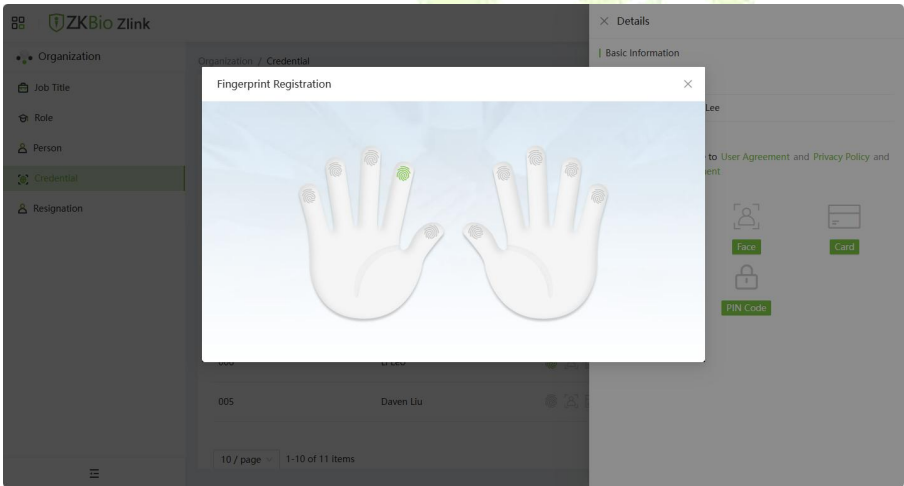 ZKBio Zlink
Details
Organization
Organization / Credential
Basic Information
Job Title
Fingerprint Registration
Role
Lee
Person
to User Agreement and Privacy Policy and
Credential
Resignation
Face
Card
PIN Code
Li Leo
005
Daven Liu
10 / page
1-10 of 11 items